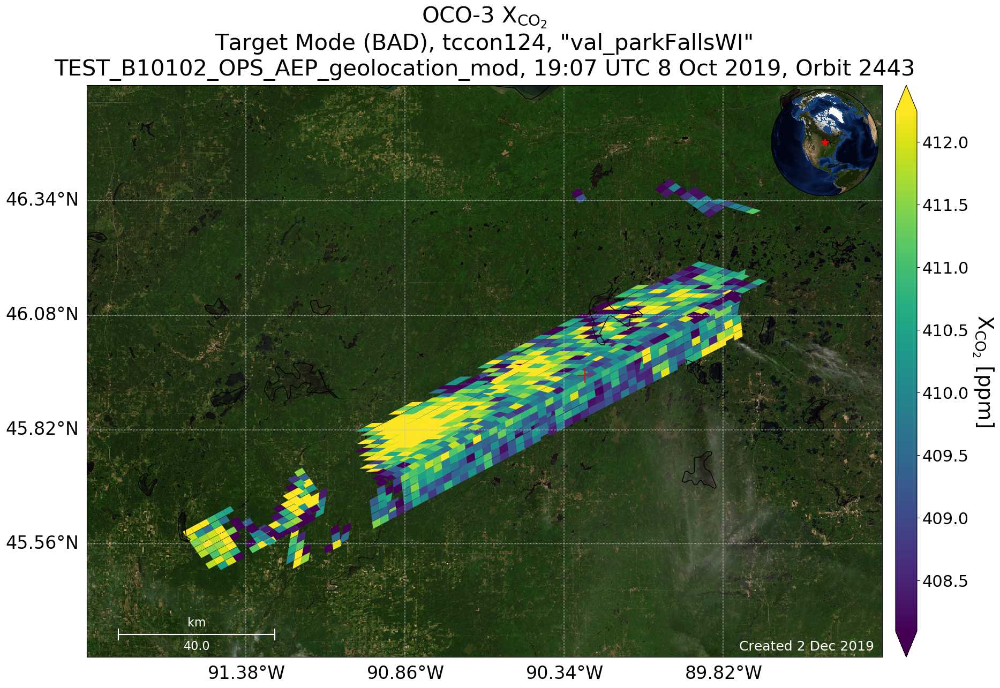 OCO-3 X_CO₂
Target Mode (BAD), tccon124, "val_parkFallsWI"
TEST_B10102_OPS_AEP_geolocation_mod, 19:07 UTC 8 Oct 2019, Orbit 2443
46.34°N
46.08°N
45.82°N
45.56°N
91.38°W
90.86°W
90.34°W
89.82°W
km
40.0
Created 2 Dec 2019
412.0
411.5
411.0
410.5
410.0
409.5
409.0
408.5
X_CO₂ [ppm]